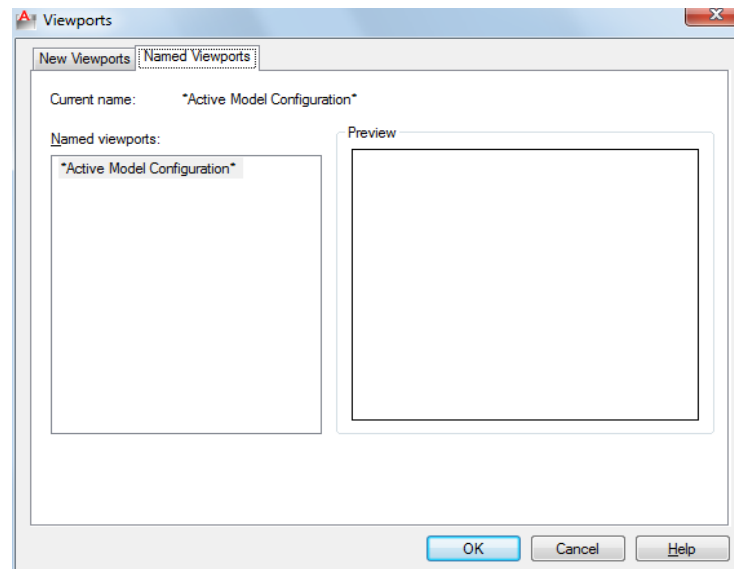 Viewports
New Viewports Named Viewports
Current name: *Active Model Configuration*
Named viewports:
Preview
*Active Model Configuration*
OK Cancel Help